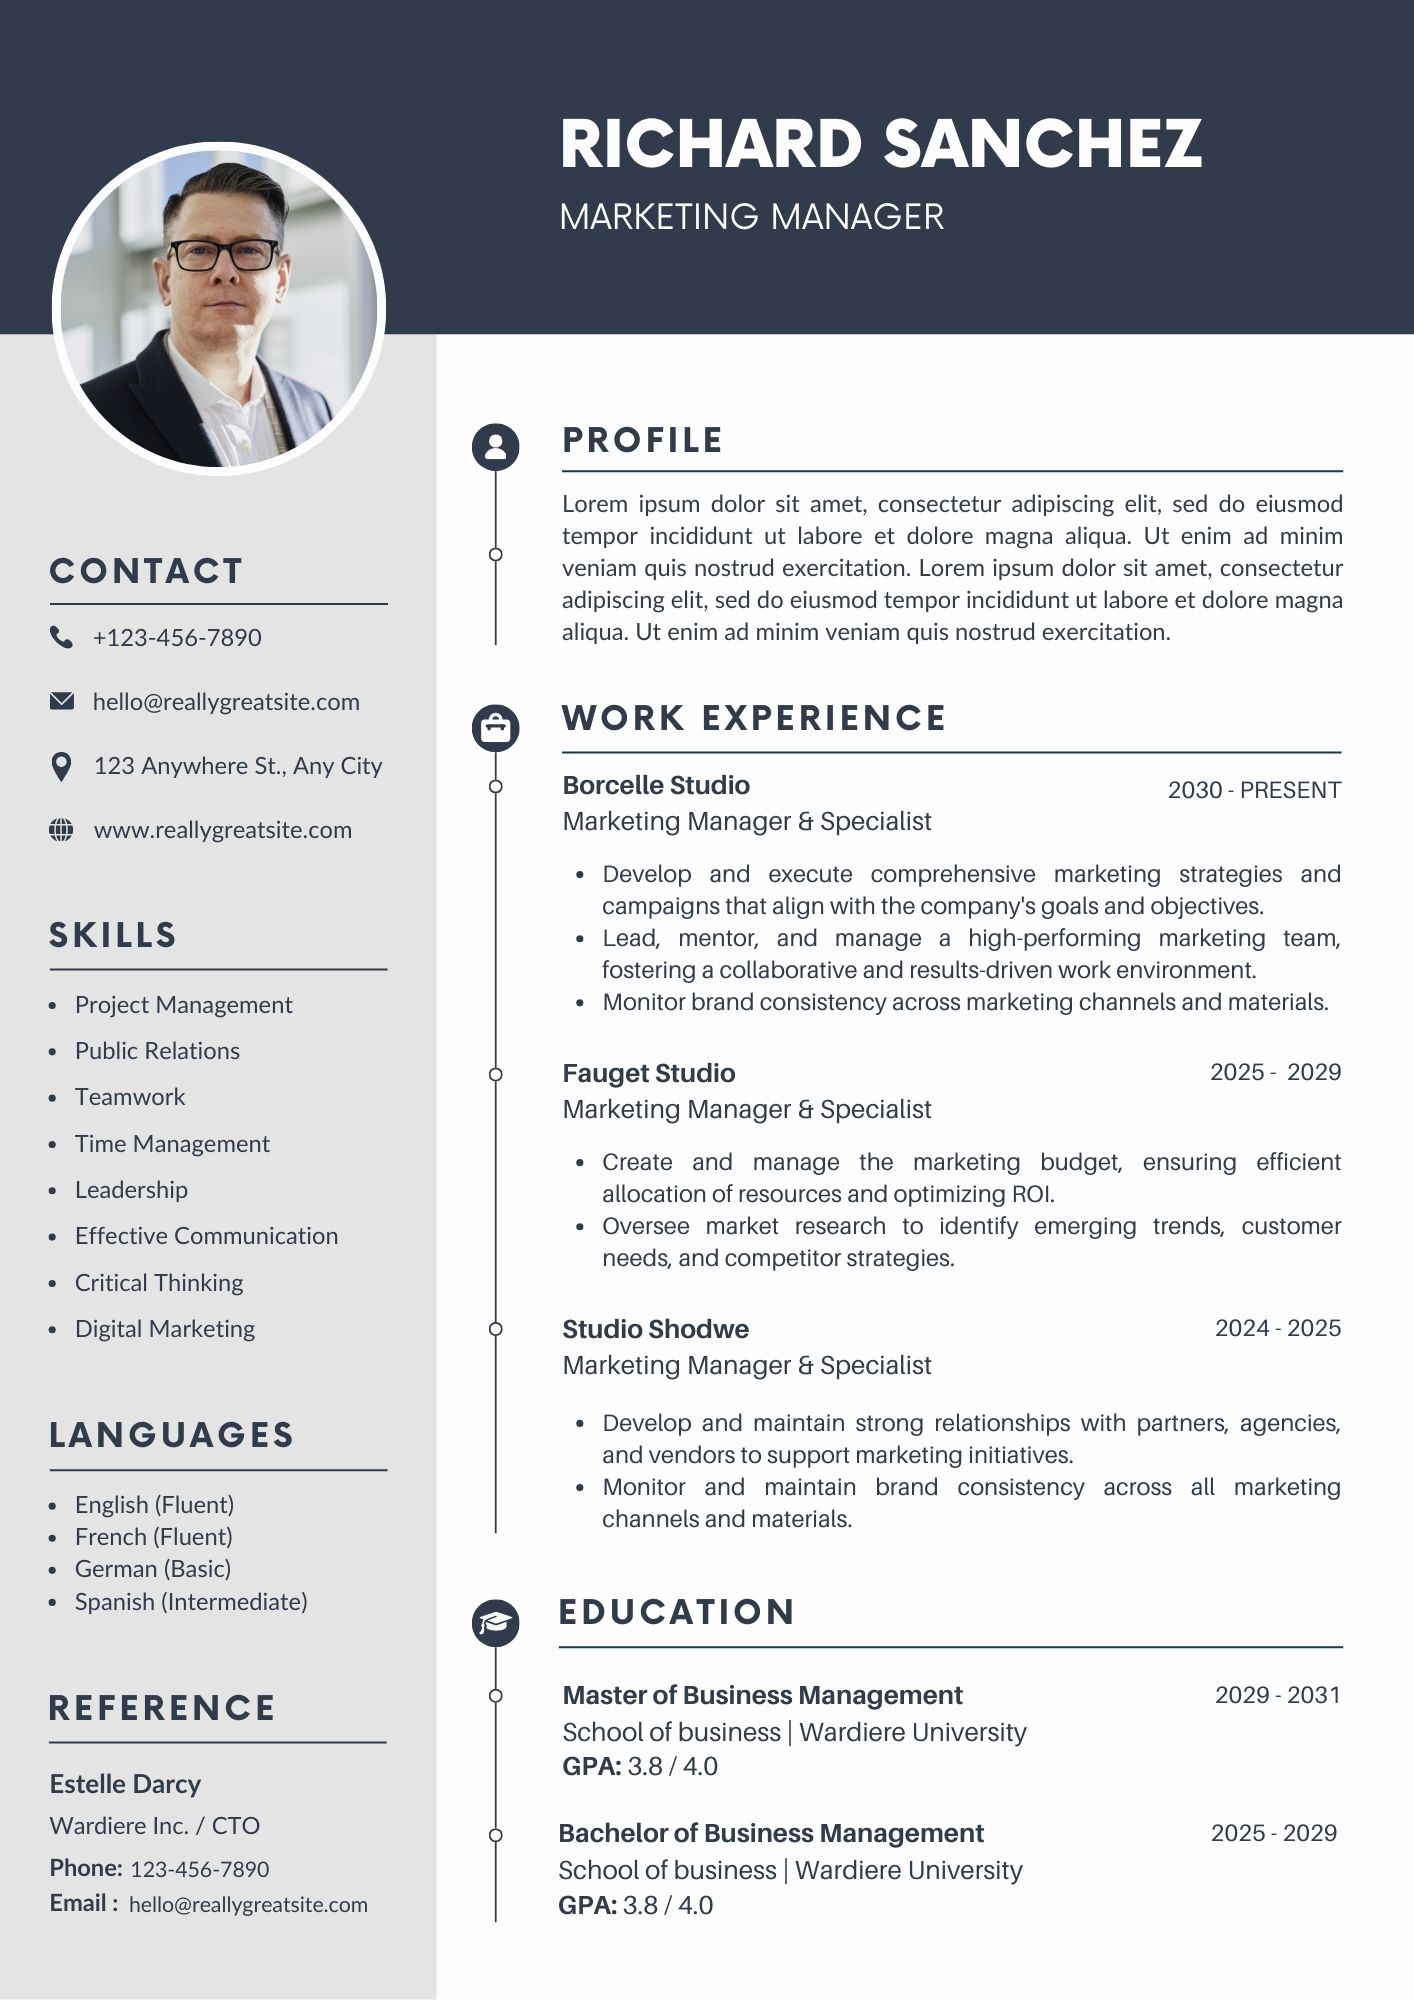 RICHARD SANCHEZ
MARKETING MANAGER
CONTACT
+123-456-7890
hello@reallygreatsite.com
123 Anywhere St., Any City
www.reallygreatsite.com
SKILLS
• Project Management
• Public Relations
• Teamwork
• Time Management
• Leadership
• Effective Communication
• Critical Thinking
• Digital Marketing
LANGUAGES
• English (Fluent)
• French (Fluent)
• German (Basic)
• Spanish (Intermediate)
REFERENCE
Estelle Darcy
Wardiere Inc. / CTO
Phone: 123-456-7890
Email : hello@reallygreatsite.com
PROFILE
Lorem ipsum dolor sit amet, consectetur adipiscing elit, sed do eiusmod
tempor incididunt ut labore et dolore magna aliqua. Ut enim ad minim
veniam quis nostrud exercitation. Lorem ipsum dolor sit amet, consectetur
adipiscing elit, sed do eiusmod tempor incididunt ut labore et dolore magna
aliqua. Ut enim ad minim veniam quis nostrud exercitation.
WORK EXPERIENCE
Borcelle Studio 2030 - PRESENT
Marketing Manager & Specialist
• Develop and execute comprehensive marketing strategies and
campaigns that align with the company's goals and objectives.
• Lead, mentor, and manage a high-performing marketing team,
fostering a collaborative and results-driven work environment.
• Monitor brand consistency across marketing channels and materials.
Fauget Studio 2025 - 2029
Marketing Manager & Specialist
• Create and manage the marketing budget, ensuring efficient
allocation of resources and optimizing ROI.
• Oversee market research to identify emerging trends, customer
needs, and competitor strategies.
Studio Shodwe 2024 - 2025
Marketing Manager & Specialist
• Develop and maintain strong relationships with partners, agencies,
and vendors to support marketing initiatives.
• Monitor and maintain brand consistency across all marketing
channels and materials.
EDUCATION
Master of Business Management 2029 - 2031
School of business | Wardiere University
GPA: 3.8 / 4.0
Bachelor of Business Management 2025 - 2029
School of business | Wardiere University
GPA: 3.8 / 4.0